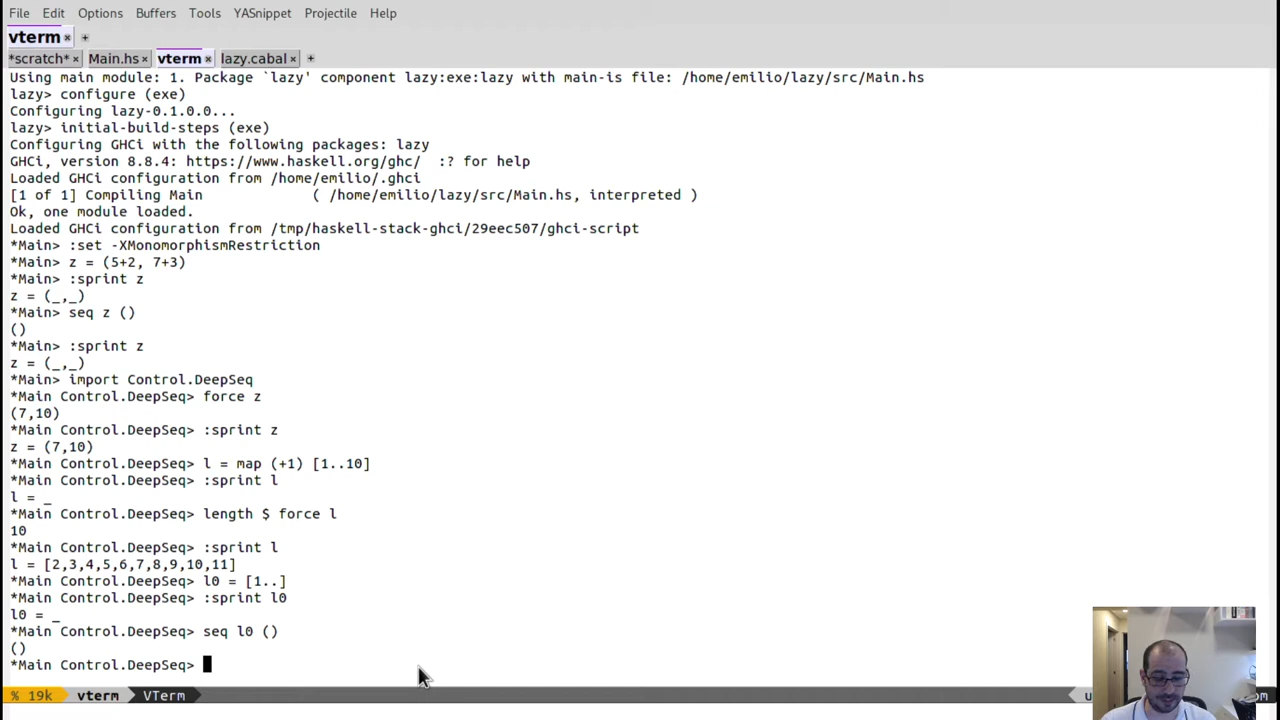 File Edit Options Buffers Tools YASnippet Projectile Help
vterm × +
*scratch* × Main.hs × vterm × lazy.cabal × +
Using main module: 1. Package `lazy' component lazy:exe:lazy with main-is file: /home/emilio/lazy/src/Main.hs
lazy> configure (exe)
Configuring lazy-0.1.0.0...
lazy> initial-build-steps (exe)
Configuring GHCi with the following packages: lazy
GHCi, version 8.8.4: https://www.haskell.org/ghc/  :? for help
Loaded GHCi configuration from /home/emilio/.ghci
[1 of 1] Compiling Main             ( /home/emilio/lazy/src/Main.hs, interpreted )
Ok, one module loaded.
Loaded GHCi configuration from /tmp/haskell-stack-ghci/29eec507/ghci-script
*Main> :set -XMonomorphismRestriction
*Main> z = (5+2, 7+3)
*Main> :sprint z
z = (_,_)
*Main> seq z ()
()
*Main> :sprint z
z = (_,_)
*Main> import Control.DeepSeq
*Main Control.DeepSeq> force z
(7,10)
*Main Control.DeepSeq> :sprint z
z = (7,10)
*Main Control.DeepSeq> l = map (+1) [1..10]
*Main Control.DeepSeq> :sprint l
l = _
*Main Control.DeepSeq> length $ force l
10
*Main Control.DeepSeq> :sprint l
l = [2,3,4,5,6,7,8,9,10,11]
*Main Control.DeepSeq> l0 = [1..]
*Main Control.DeepSeq> :sprint l0
l0 = _
*Main Control.DeepSeq> seq l0 ()
()
*Main Control.DeepSeq>
% 19k vterm VTerm